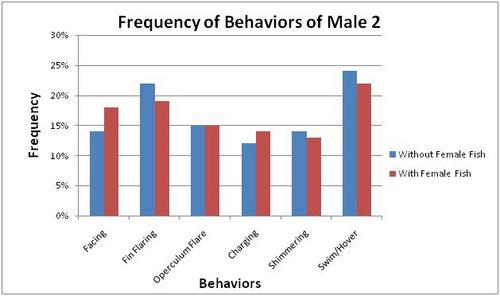 Frequency of Behaviors of Male 2
30%
25%
20%
15%
10%
5%
0%
Frequency
Facing
Fin Flaring
Operculum Flare
Charging
Shimmering
Swim/Hover
Behaviors
Without Female Fish
With Female Fish